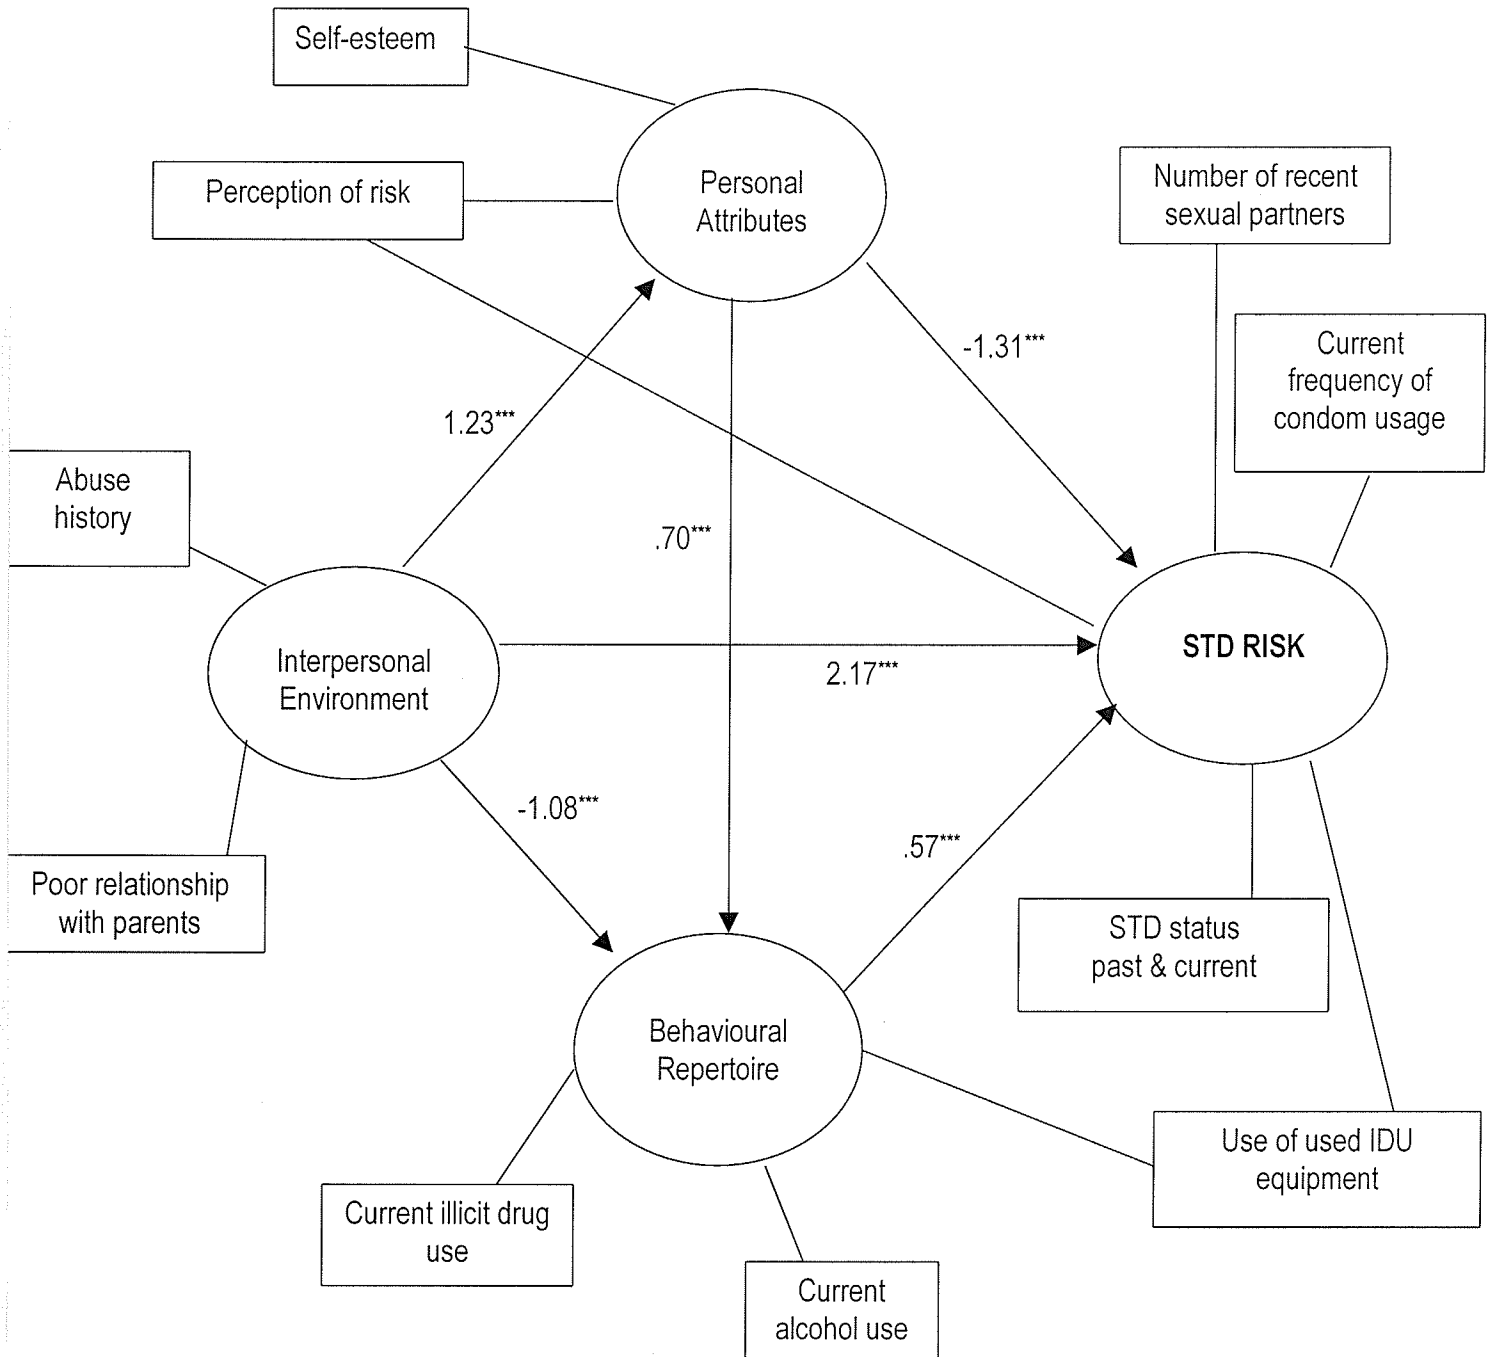 Self-esteem
Perception of risk
Personal
Attributes
Number of recent
sexual partners
-1.31***
Current
frequency of
condom usage
1.23***
Abuse
history
.70***
Interpersonal
Environment
STD RISK
2.17***
-1.08***
.57***
Poor relationship
with parents
STD status
past & current
Behavioural
Repertoire
Use of used IDU
equipment
Current illicit drug
use
Current
alcohol use